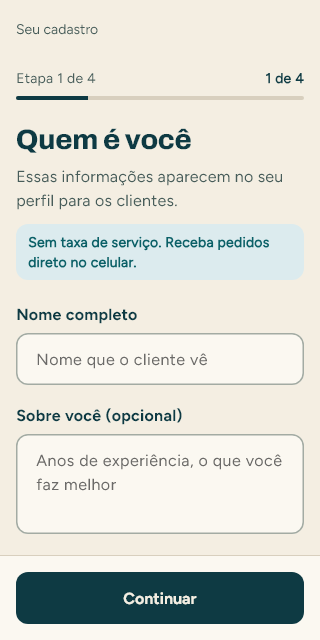 Seu cadastro
Etapa 1 de 4
1 de 4
Quem é você
Essas informações aparecem no seu
perfil para os clientes.
Sem taxa de serviço. Receba pedidos
direto no celular.
Nome completo
Nome que o cliente vê
Sobre você (opcional)
Anos de experiência, o que você
faz melhor
Continuar